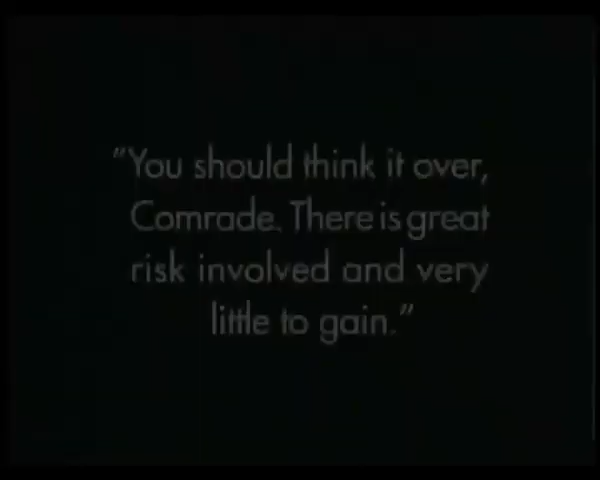 "You should think it over,
Comrade. There is great
risk involved and very
little to gain."